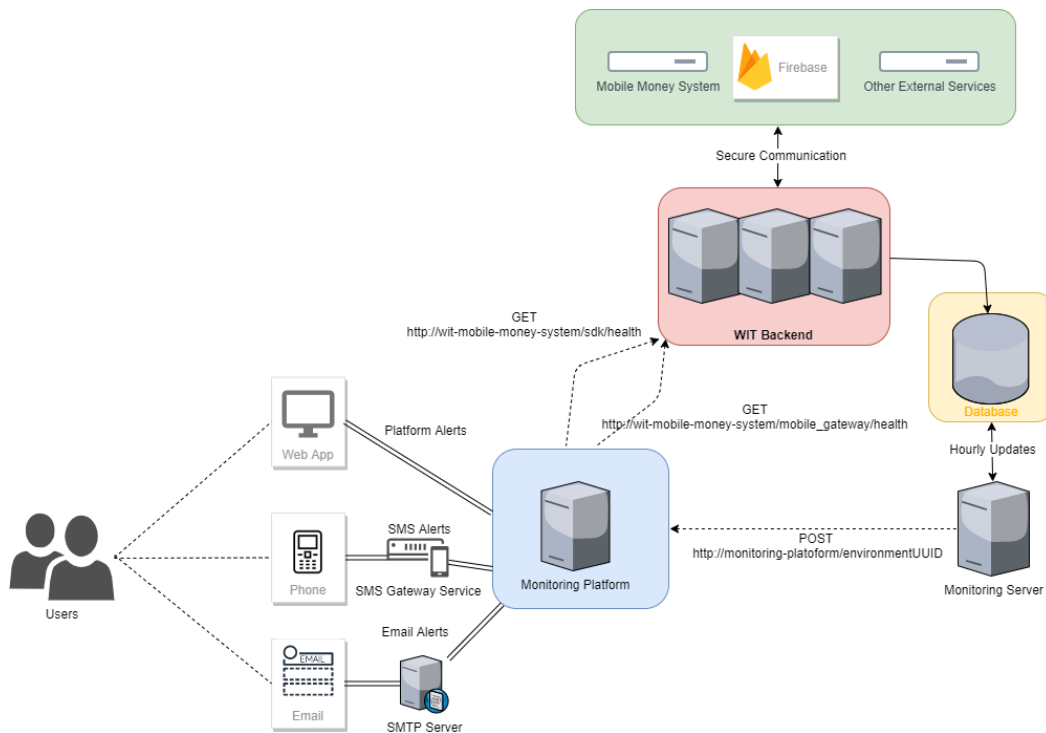 Mobile Money System
Firebase
Other External Services
Secure Communication
WIT Backend
GET
http://wit-mobile-money-system/sdk/health
Database
GET
http://wit-mobile-money-system/mobile_gateway/health
Hourly Updates
Web App
Platform Alerts
Users
Phone
SMS Alerts
SMS Gateway Service
Monitoring Platform
POST
http://monitoring-platoform/environmentUUID
Monitoring Server
EMAIL
Email
Email Alerts
SMTP Server